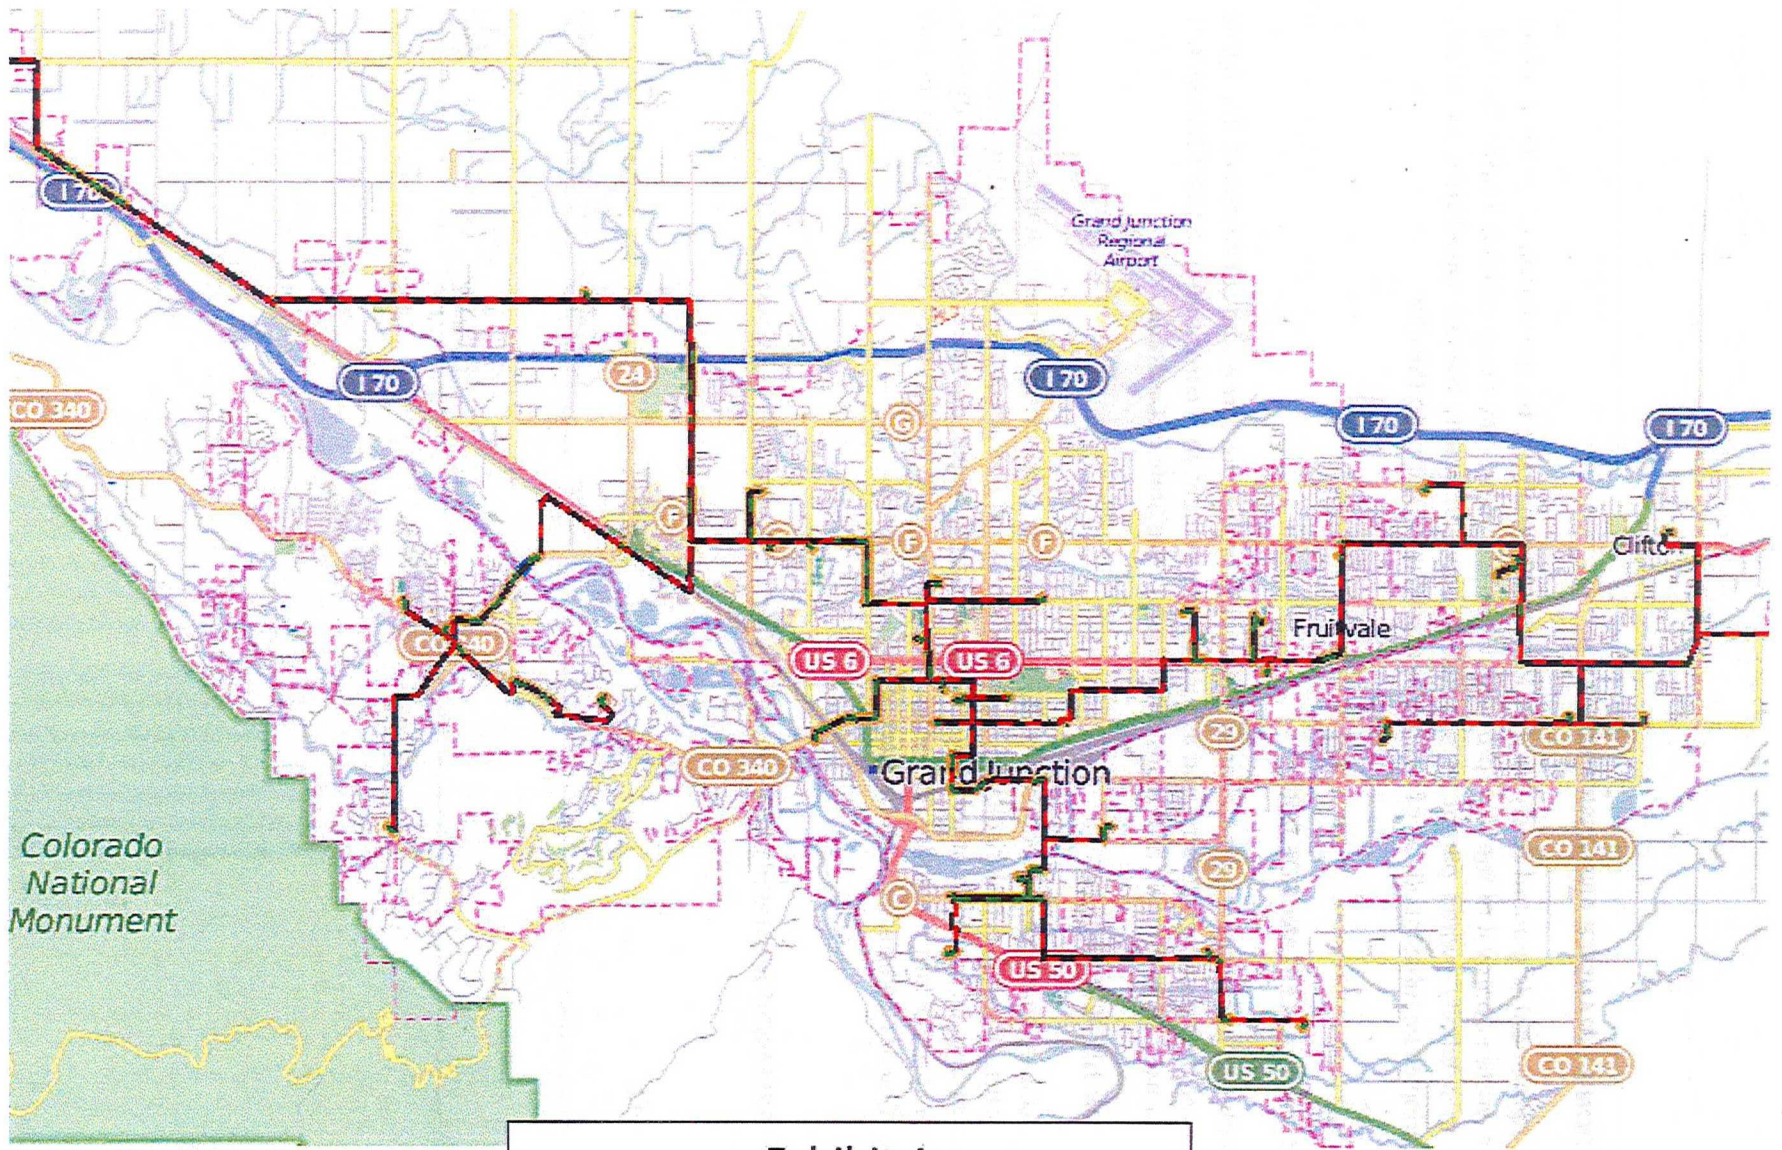 I 70
Grand Junction
Regional
Airport
I 70
24
I 70
CO 340
G
I 70
I 70
F
F
F
Clifton
Fruitvale
CO 340
US 6
US 6
29
CO 141
CO 340
Grand Junction
Colorado
National
Monument
CO 141
29
C
US 50
US 50
CO 141